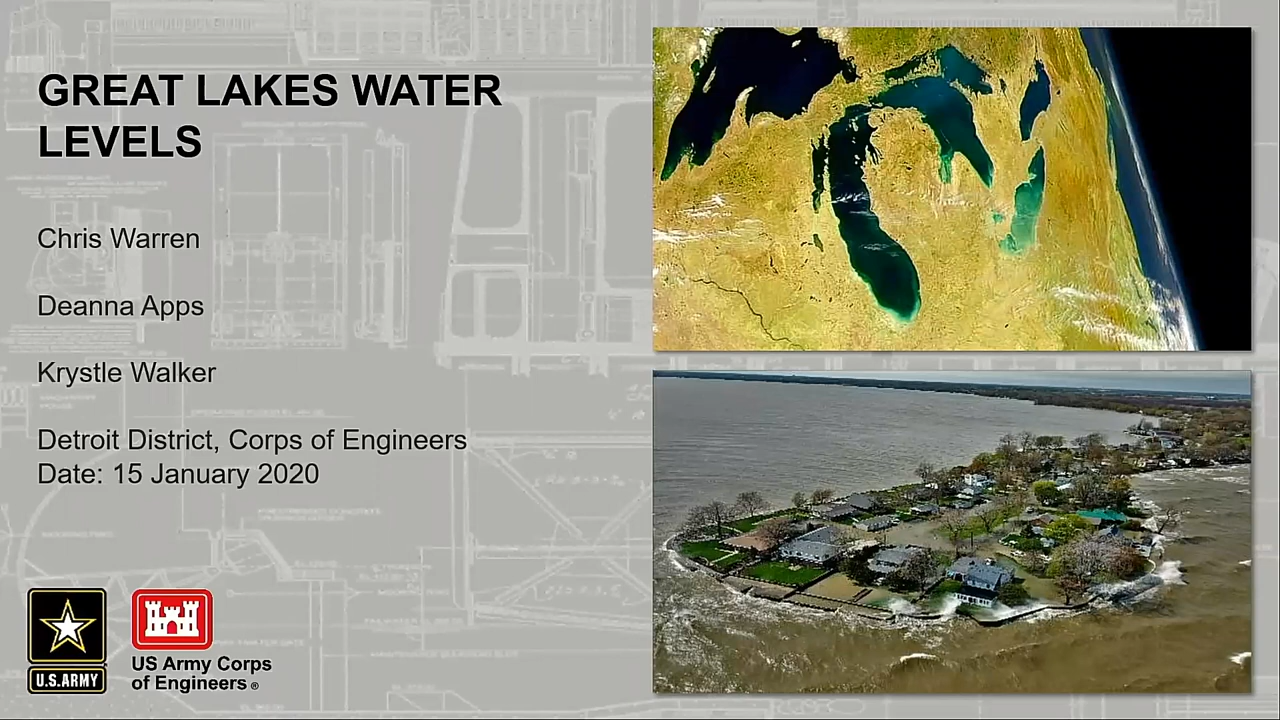 GREAT LAKES WATER
LEVELS
Chris Warren
Deanna Apps
Krystle Walker
Detroit District, Corps of Engineers
Date: 15 January 2020
U.S.ARMY
US Army Corps
of Engineers ®